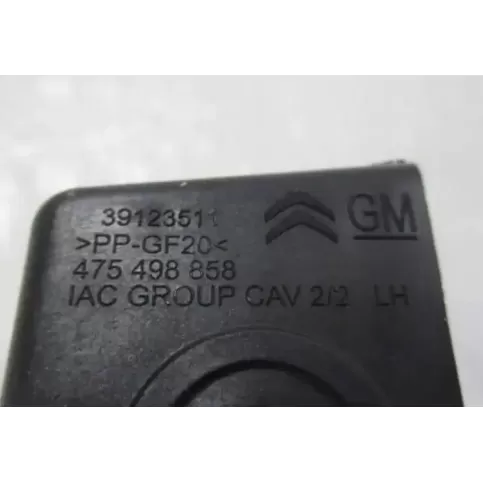 39123511
GM
>PP-GF20<
475 498 858
IAC GROUP CAV 2/2 LH